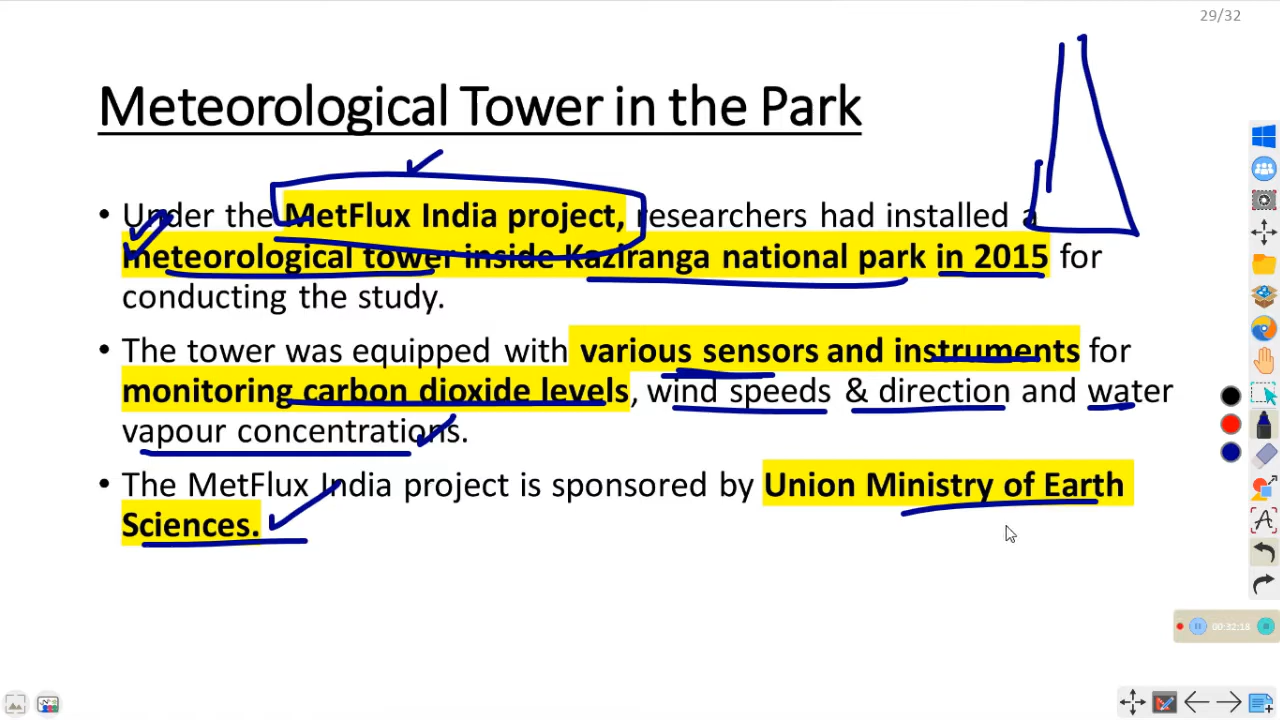 29/32
Meteorological Tower in the Park
• Under the MetFlux India project, researchers had installed a
meteorological tower inside Kaziranga national park in 2015 for
conducting the study.
• The tower was equipped with various sensors and instruments for
monitoring carbon dioxide levels, wind speeds & direction and water
vapour concentrations.
• The MetFlux India project is sponsored by Union Ministry of Earth
Sciences.
00:32:18